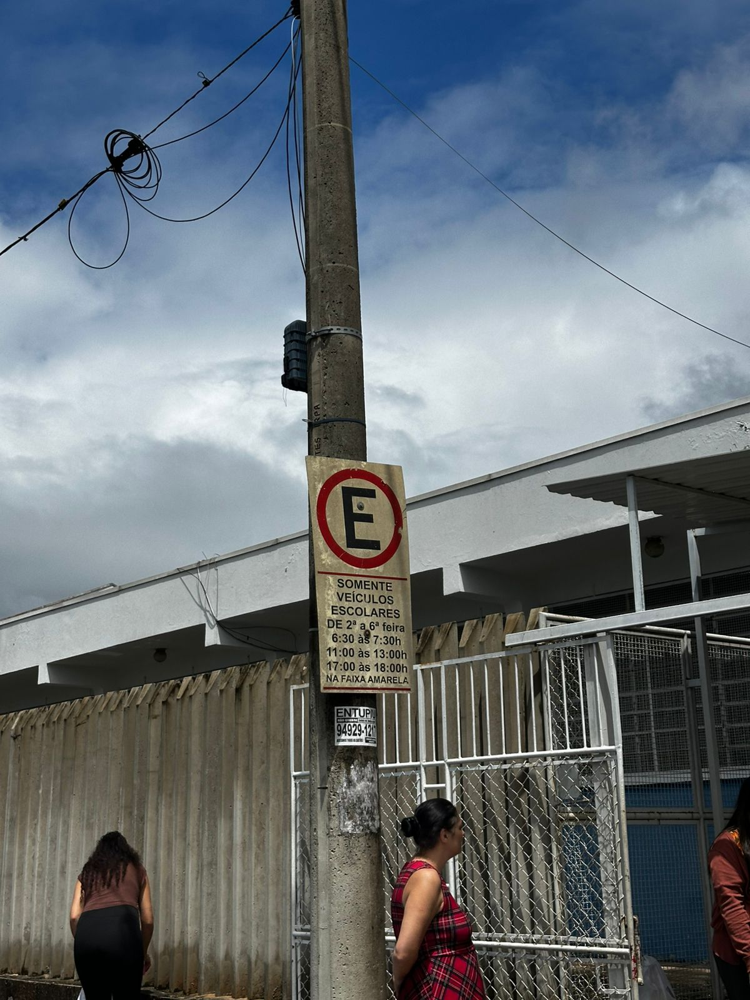 E
SOMENTE
VEÍCULOS
ESCOLARES
DE 2ª a 6ª feira
6:30 às 7:30h
11:00 às 13:00h
17:00 às 18:00h
NA FAIXA AMARELA
ENTUPIU
94929-1217